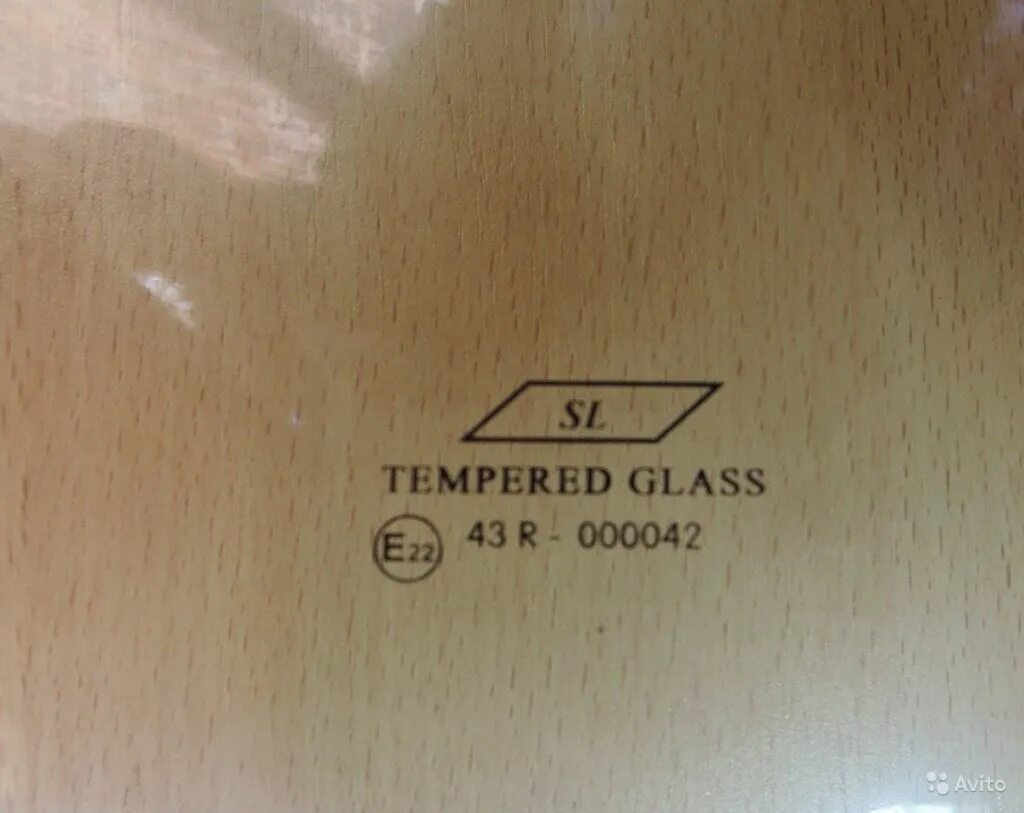 SL
TEMPERED GLASS
E22 43 R - 000042
Avito